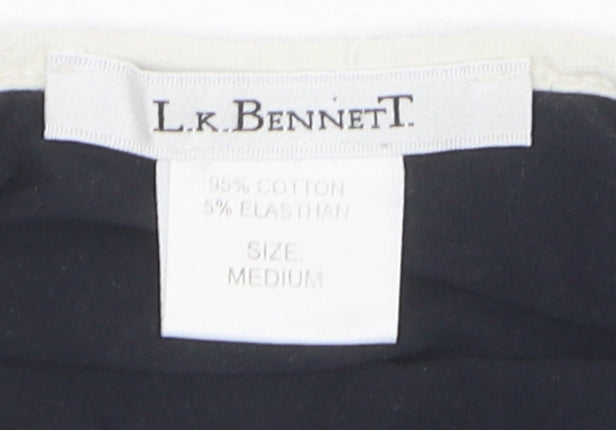 L.K.BENNETT.
95% COTTON
5% ELASTHAN
SIZE:
MEDIUM